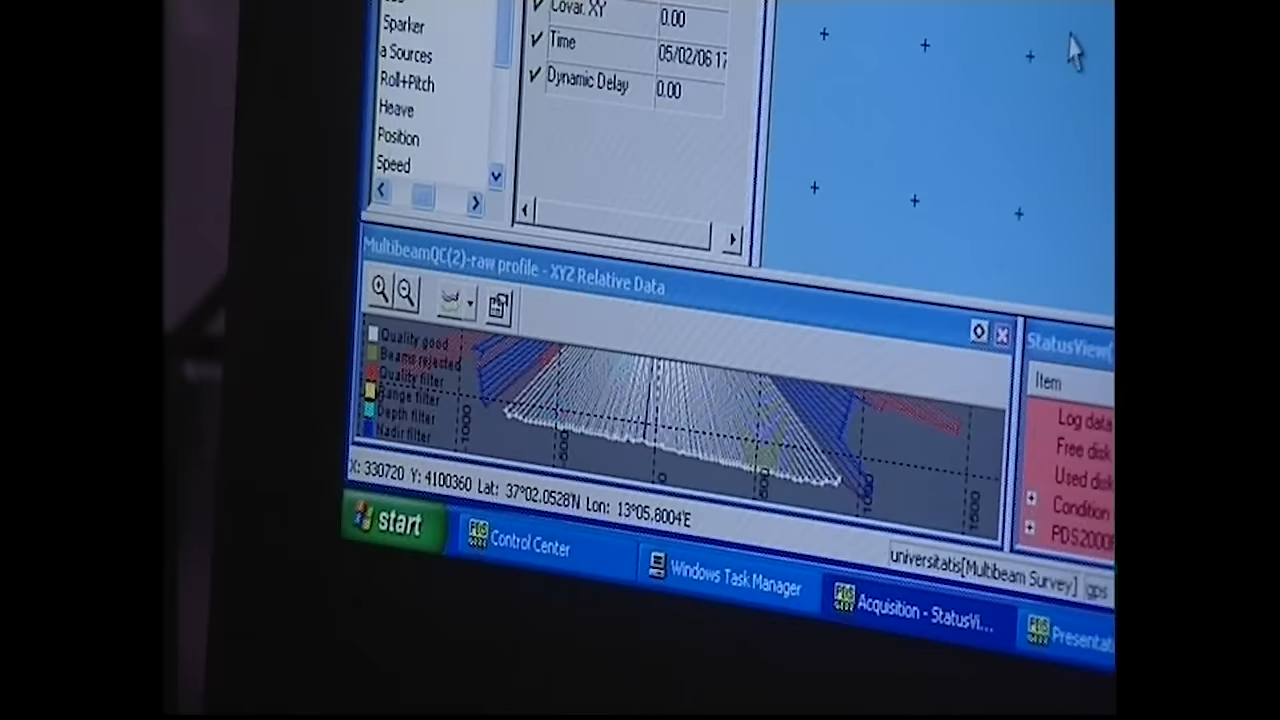 Sparker
a Sources
Roll+Pitch
Heave
Position
Speed
Covar. XY 0.00
Time 05/02/06 17
Dynamic Delay 0.00
MultibeamQC(2)-raw profile - XYZ Relative Data
Quality good
Beams rejected
Quality filter
Range filter
Depth filter
Nadir filter
1000
500
0
500
1000
1500
StatusView(
Item
Log data
Free disk
Used disk
Condition
PDS2000
X: 330720 Y: 4100360 Lat: 37°02.0528'N Lon: 13°05.8004'E
universitatis[Multibeam Survey] gps
start
PDS Control Center
Windows Task Manager
PDS Acquisition - StatusVi...
PDS Presentat